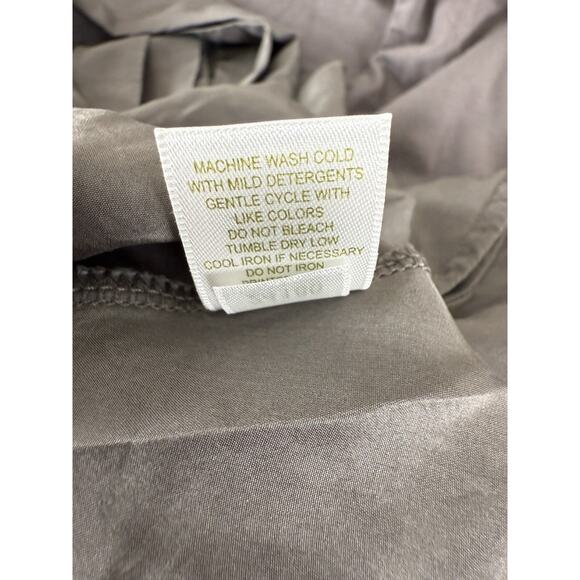 MACHINE WASH COLD
WITH MILD DETERGENTS
GENTLE CYCLE WITH
LIKE COLORS
DO NOT BLEACH
TUMBLE DRY LOW
COOL IRON IF NECESSARY
DO NOT IRON